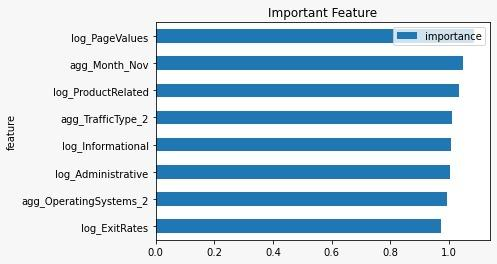 Important Feature
importance
log_PageValues
agg_Month_Nov
log_ProductRelated
agg_TrafficType_2
log_Informational
log_Administrative
agg_OperatingSystems_2
log_ExitRates
feature
0.0 0.2 0.4 0.6 0.8 1.0